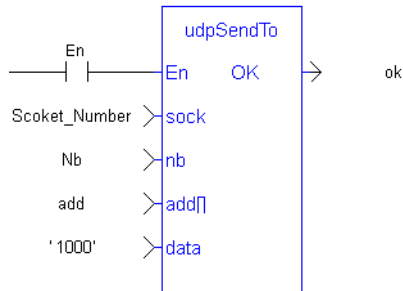 udpSendTo
En
En OK ok
Scoket_Number sock
Nb nb
add add[]
'1000' data